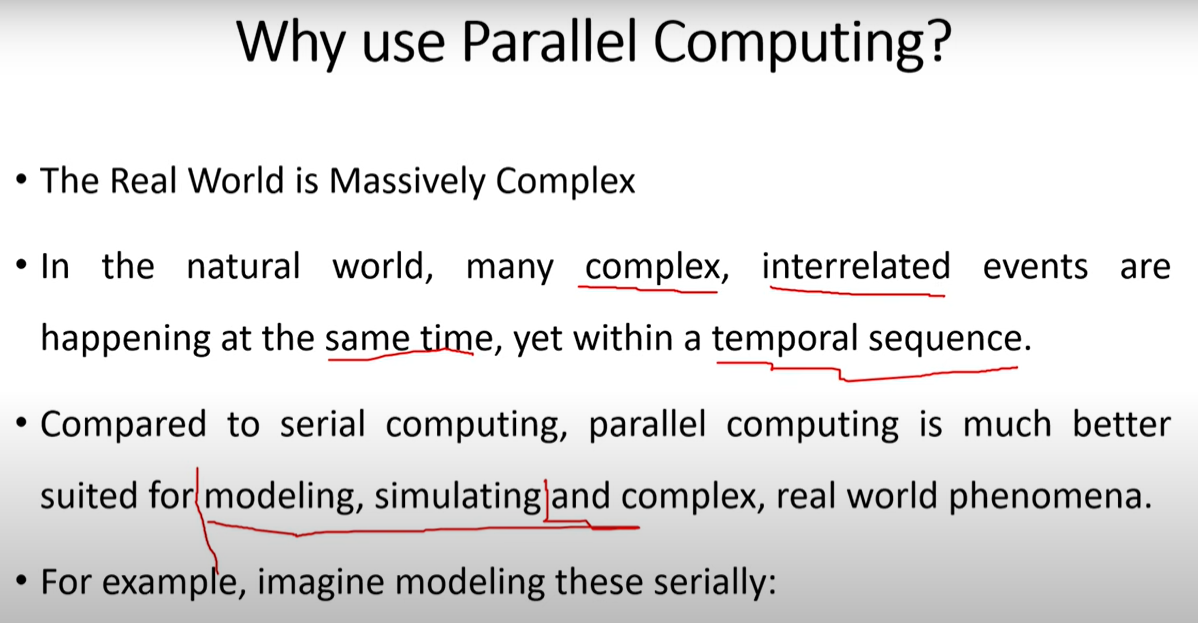 Why use Parallel Computing?
• The Real World is Massively Complex
• In the natural world, many complex, interrelated events are
happening at the same time, yet within a temporal sequence.
• Compared to serial computing, parallel computing is much better
suited for modeling, simulating and complex, real world phenomena.
• For example, imagine modeling these serially: